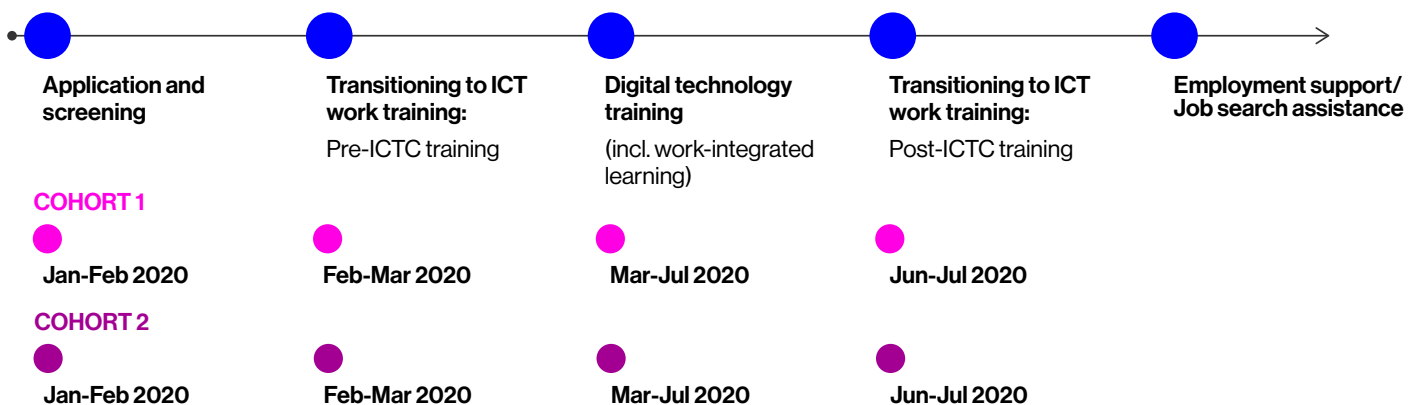 Application and
screening
Transitioning to ICT
work training:
Pre-ICTC training
Digital technology
training
(incl. work-integrated
learning)
Transitioning to ICT
work training:
Post-ICTC training
Employment support/
Job search assistance
COHORT 1
Jan-Feb 2020
Feb-Mar 2020
Mar-Jul 2020
Jun-Jul 2020
COHORT 2
Jan-Feb 2020
Feb-Mar 2020
Mar-Jul 2020
Jun-Jul 2020